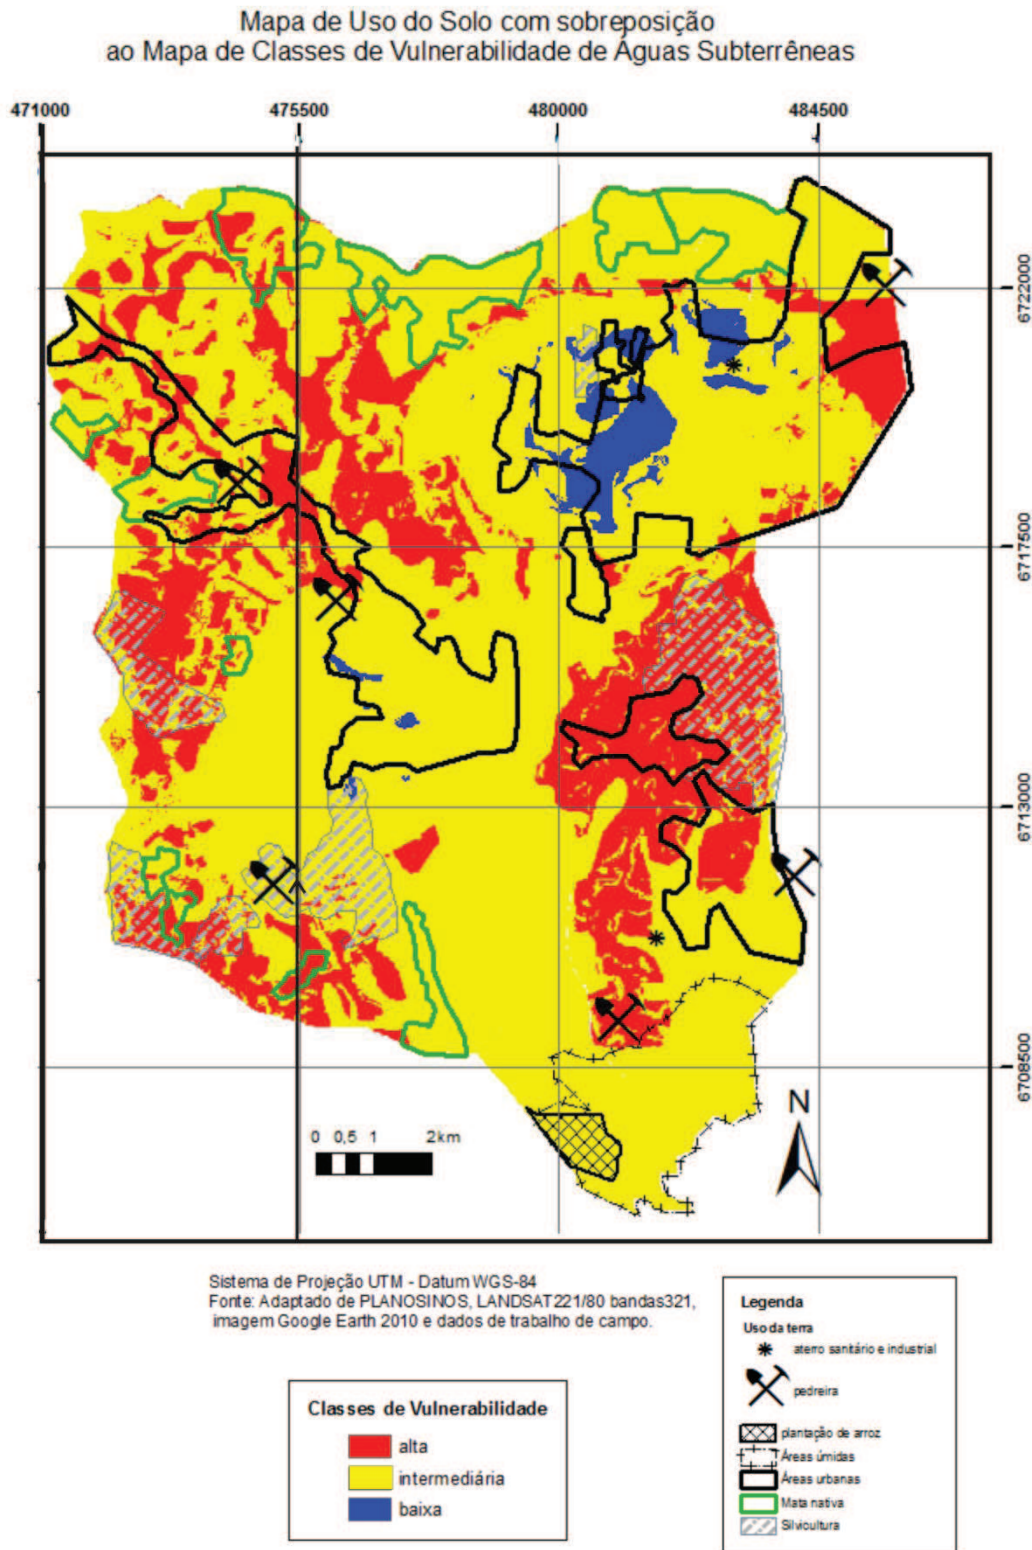 Mapa de Uso do Solo com sobreposição
ao Mapa de Classes de Vulnerabilidade de Águas Subterrêneas
471000 475500 480000 484500
6722000
6717500
6713000
6708500
N
0 0,5 1 2km
Sistema de Projeção UTM - Datum WGS-84
Fonte: Adaptado de PLANOSINOS, LANDSAT221/80 bandas321,
imagem Google Earth 2010 e dados de trabalho de campo.
Classes de Vulnerabilidade
alta
intermediária
baixa
Legenda
Uso da terra
aterro sanitário e industrial
pedreira
plantação de arroz
Áreas úmidas
Áreas urbanas
Mata nativa
Silvicultura